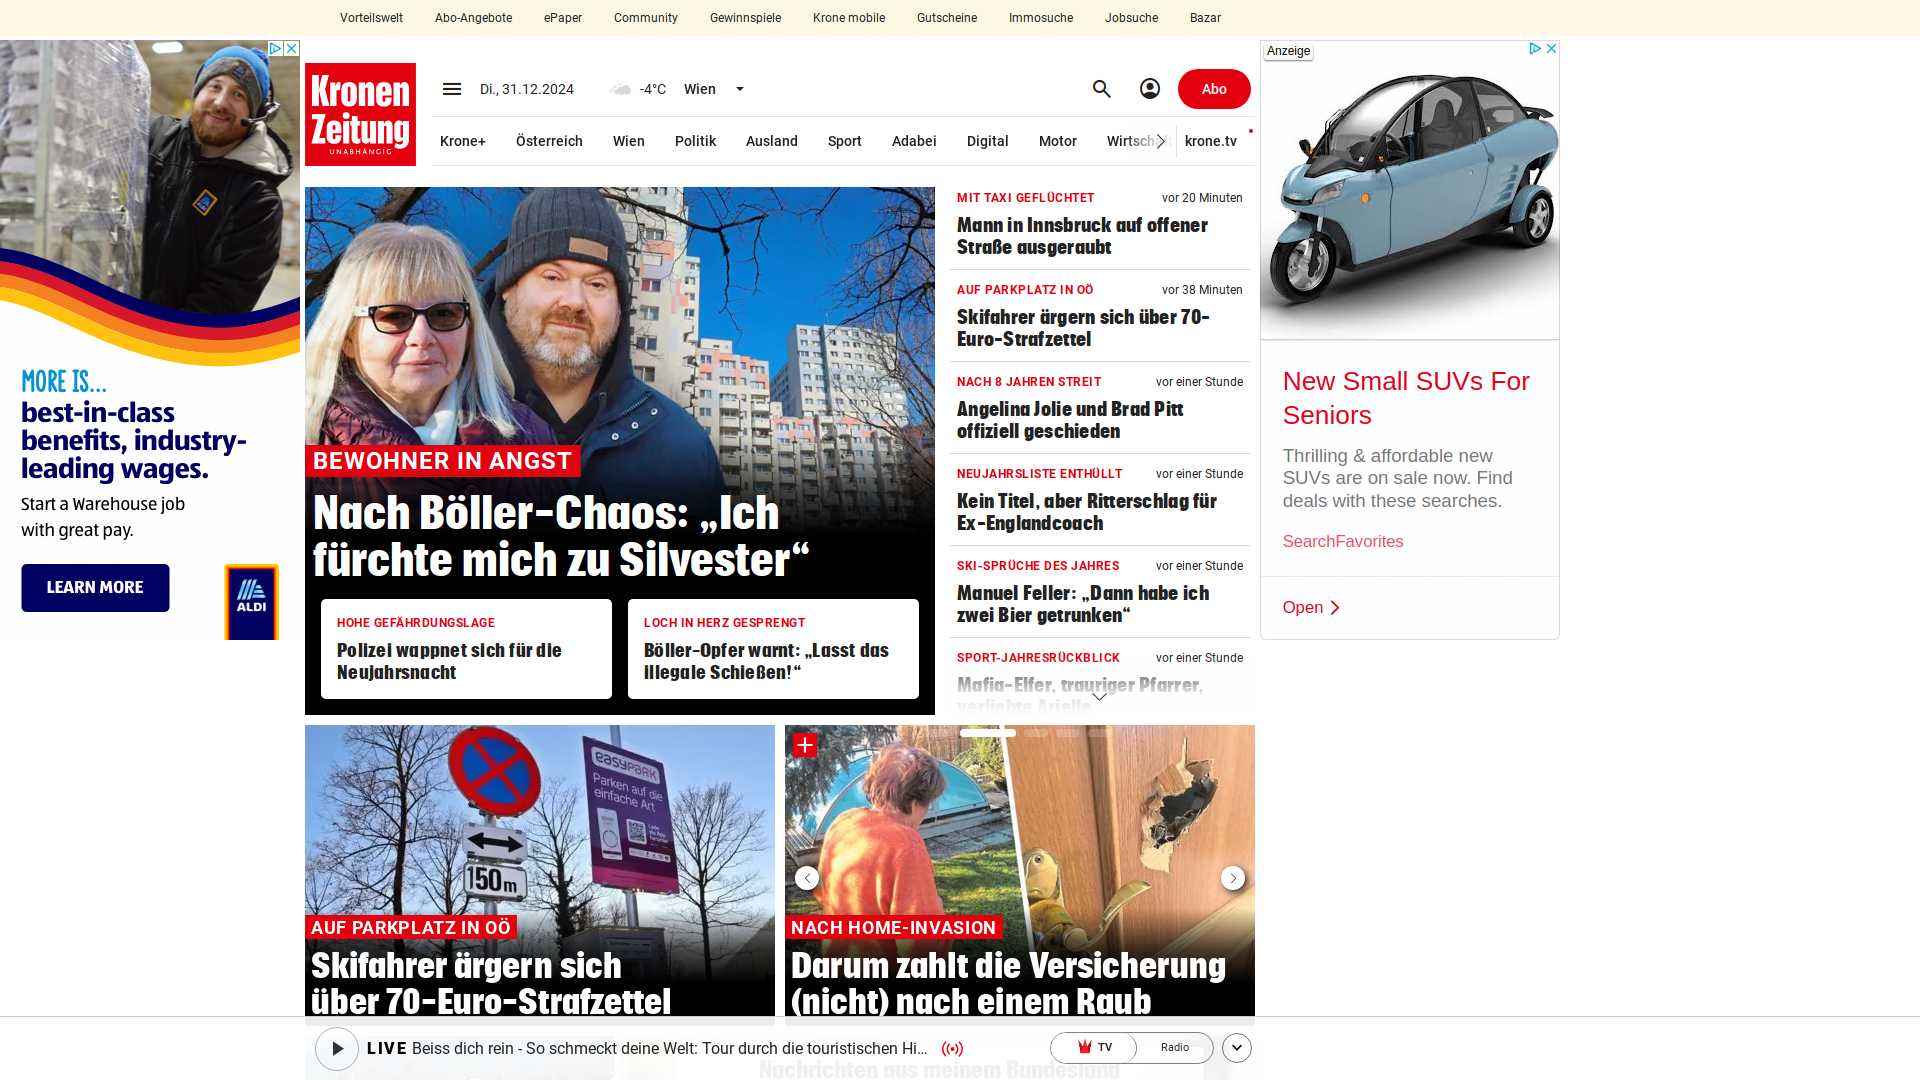 Vorteilswelt
Abo-Angebote
ePaper
Community
Gewinnspiele
Krone mobile
Gutscheine
Immosuche
Jobsuche
Bazar
MORE IS...
best-in-class
benefits, industry-
leading wages.
Start a Warehouse job
with great pay.
LEARN MORE
ALDI
Kronen
Zeitung
UNABHÄNGIG
Di., 31.12.2024
-4°C
Wien
Abo
Krone+
Österreich
Wien
Politik
Ausland
Sport
Adabei
Digital
Motor
Wirtsch
krone.tv
BEWOHNER IN ANGST
Nach Böller-Chaos: „Ich
fürchte mich zu Silvester“
HOHE GEFÄHRDUNGSLAGE
Polizei wappnet sich für die
Neujahrsnacht
LOCH IN HERZ GESPRENGT
Böller-Opfer warnt: „Lasst das
illegale Schießen!“
MIT TAXI GEFLÜCHTET
vor 20 Minuten
Mann in Innsbruck auf offener
Straße ausgeraubt
AUF PARKPLATZ IN OÖ
vor 38 Minuten
Skifahrer ärgern sich über 70-
Euro-Strafzettel
NACH 8 JAHREN STREIT
vor einer Stunde
Angelina Jolie und Brad Pitt
offiziell geschieden
NEUJAHRSLISTE ENTHÜLLT
vor einer Stunde
Kein Titel, aber Ritterschlag für
Ex-Englandcoach
SKI-SPRÜCHE DES JAHRES
vor einer Stunde
Manuel Feller: „Dann habe ich
zwei Bier getrunken“
SPORT-JAHRESRÜCKBLICK
vor einer Stunde
Mafia-Elfer, trauriger Pfarrer,
verliebte Arielle
Anzeige
New Small SUVs For
Seniors
Thrilling & affordable new
SUVs are on sale now. Find
deals with these searches.
SearchFavorites
Open
easypark
Parken auf die
einfache Art
150m
AUF PARKPLATZ IN OÖ
Skifahrer ärgern sich
über 70-Euro-Strafzettel
NACH HOME-INVASION
Darum zahlt die Versicherung
(nicht) nach einem Raub
LIVE Beiss dich rein - So schmeckt deine Welt: Tour durch die touristischen Hi...
TV
Radio
Nachrichten aus meinem Bundesland